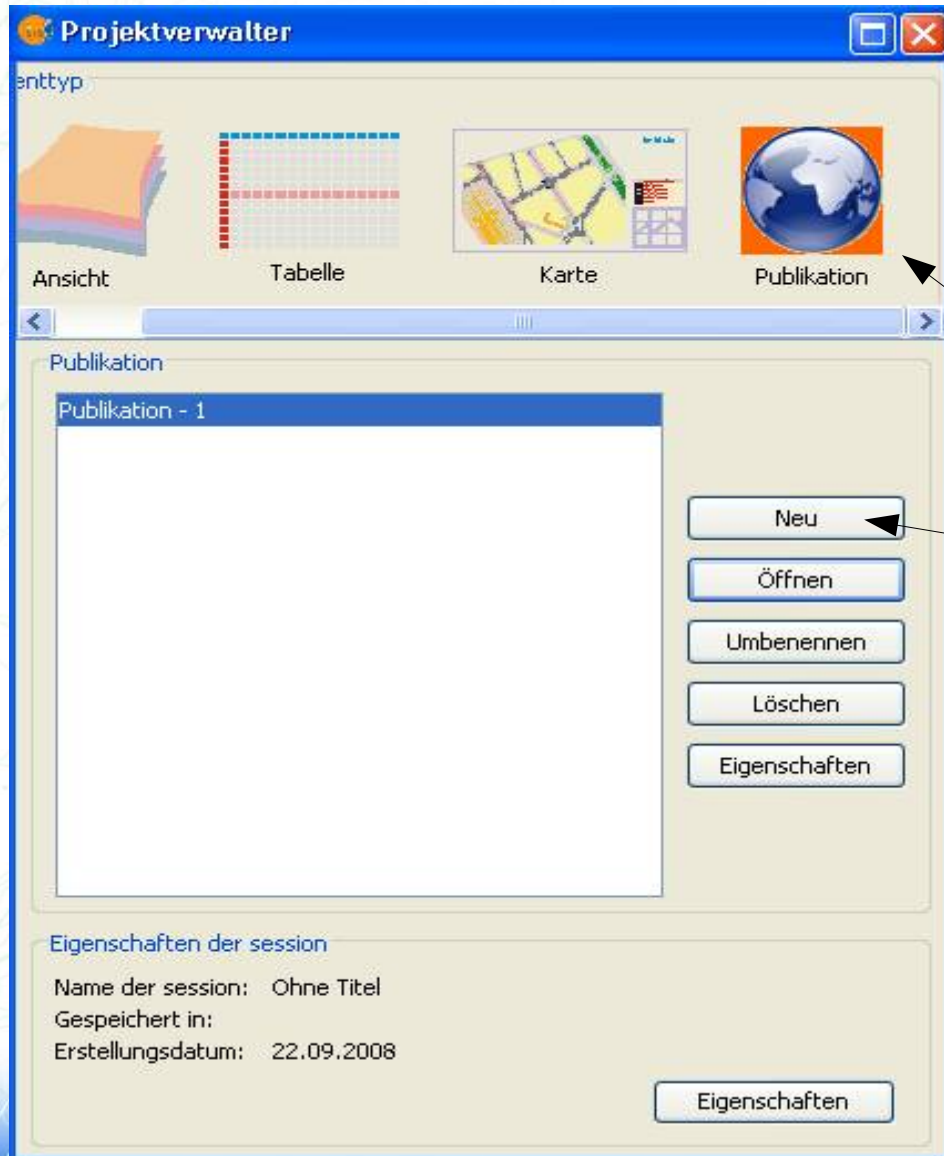 Projektverwalter
enttyp
Ansicht
Tabelle
Karte
Publikation
Publikation
Publikation - 1
Neu
Öffnen
Umbenennen
Löschen
Eigenschaften
Eigenschaften der session
Name der session: Ohne Titel
Gespeichert in:
Erstellungsdatum: 22.09.2008
Eigenschaften